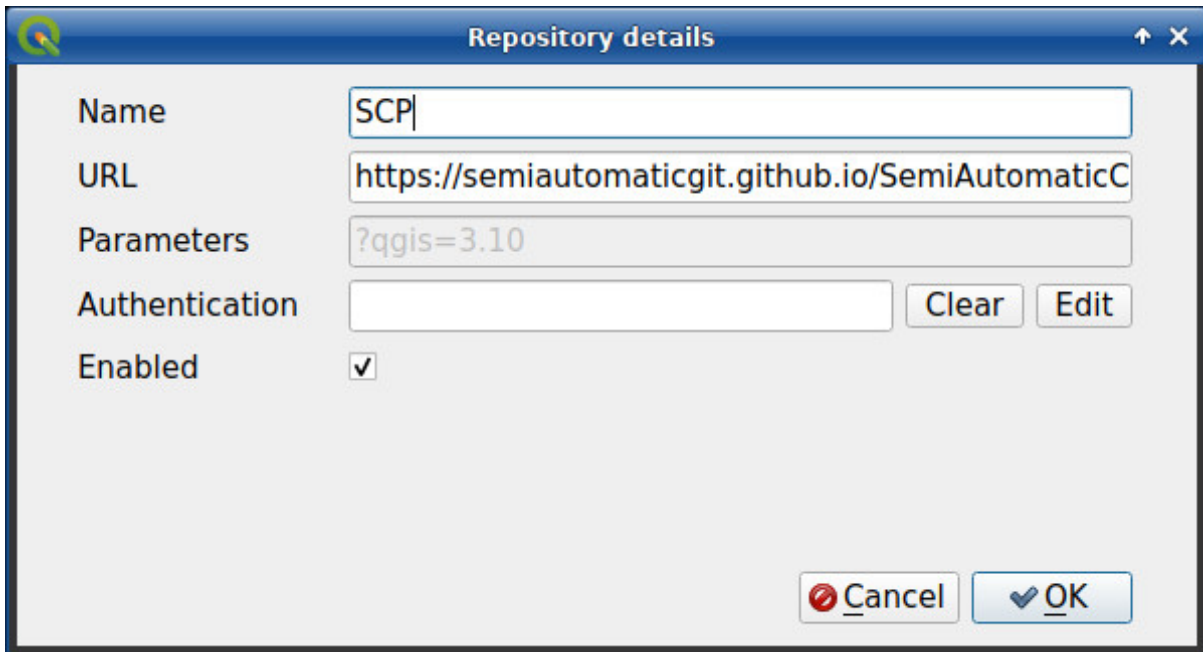 Repository details
Name SCP
URL https://semiautomaticgit.github.io/SemiAutomaticC
Parameters ?qgis=3.10
Authentication Clear Edit
Enabled
Cancel OK